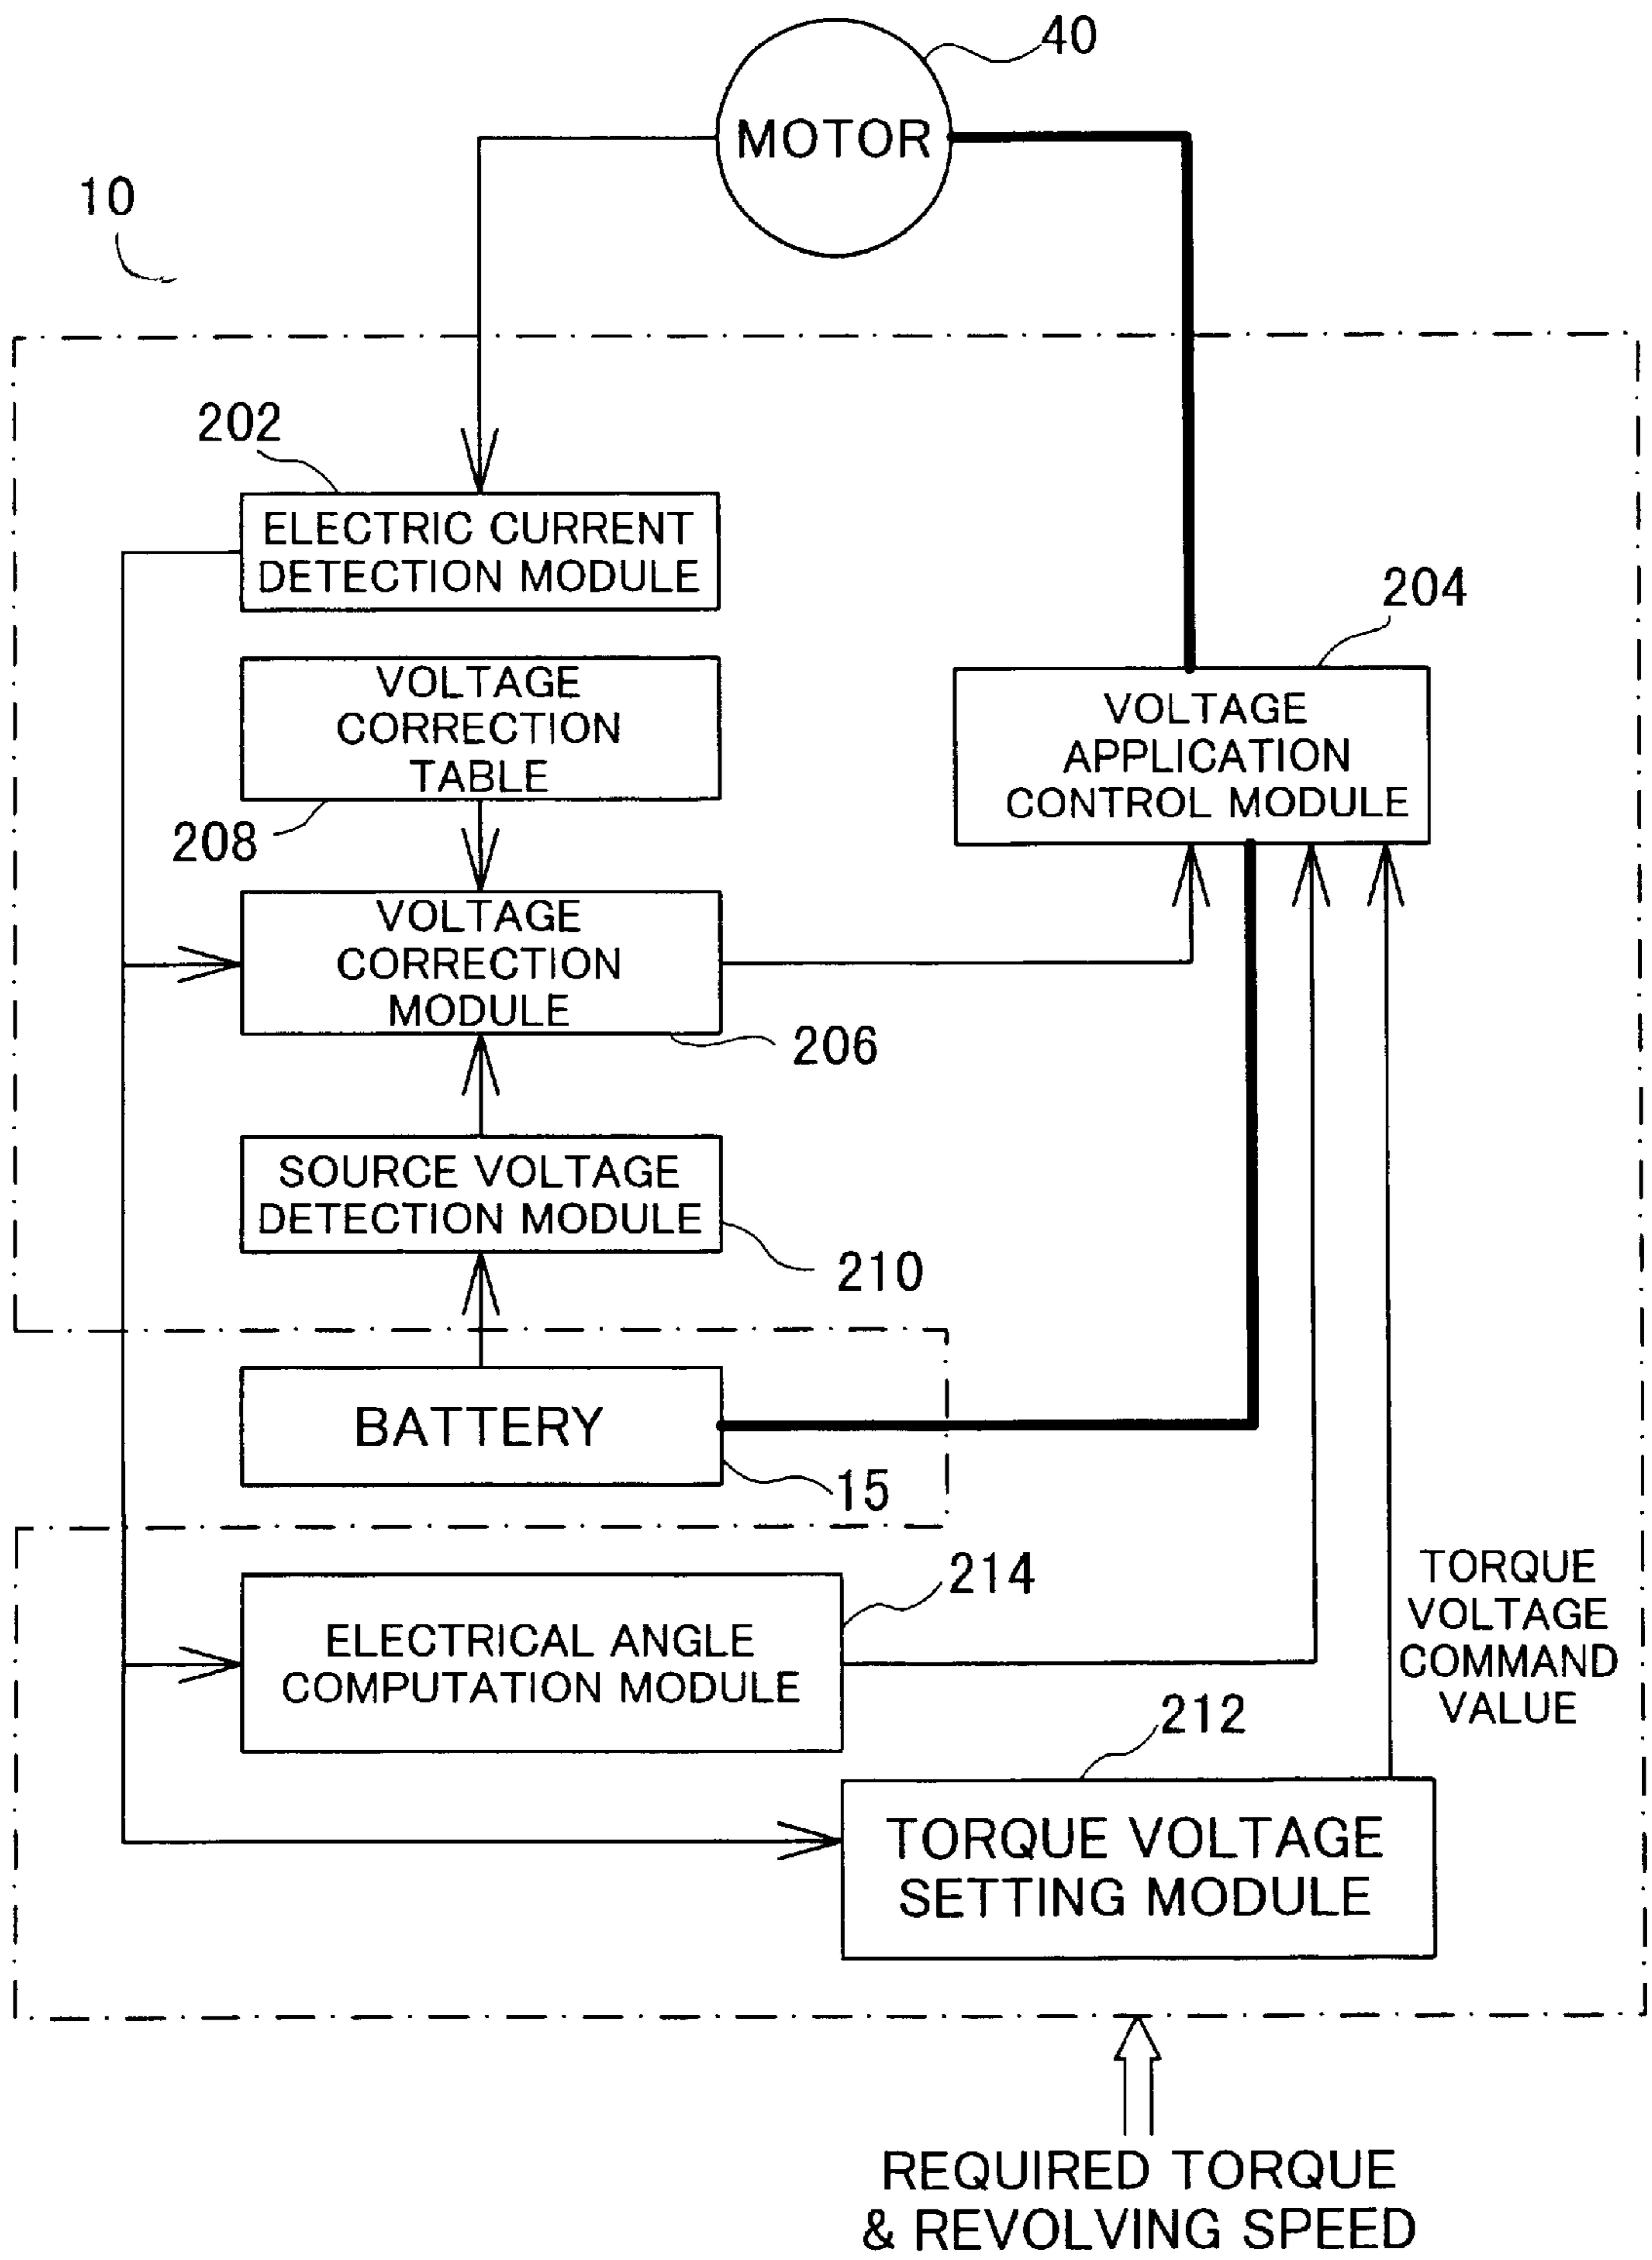 40
MOTOR
10
202
ELECTRIC CURRENT
DETECTION MODULE
204
VOLTAGE
CORRECTION
TABLE
208
VOLTAGE
APPLICATION
CONTROL MODULE
VOLTAGE
CORRECTION
MODULE
206
SOURCE VOLTAGE
DETECTION MODULE
210
BATTERY
15
214
ELECTRICAL ANGLE
COMPUTATION MODULE
TORQUE
VOLTAGE
COMMAND
VALUE
212
TORQUE VOLTAGE
SETTING MODULE
REQUIRED TORQUE
& REVOLVING SPEED